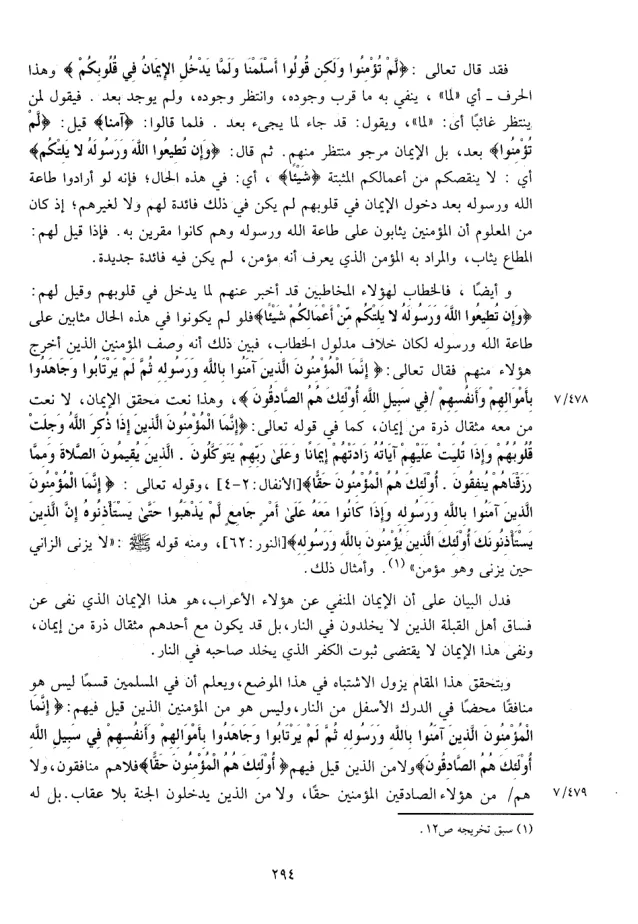 فقد قال تعالى :﴿لَمْ تُؤْمِنُوا وَلَكِن قُولُوا أَسْلَمْنَا وَلَمَّا يَدْخُلِ الإِيمَانُ فِي قُلُوبِكُمْ ﴾ وهذا
الحرف ـ أي «لما» ، ينفي به ما قرب وجوده، وانتظر وجوده، ولم يوجد بعد . فيقول لمن
ينتظر غائبًا أى: «لما»، ويقول: قد جاء لما يجىء بعد . فلما قالوا: ﴿آمنا﴾ قيل: ﴿لَّمْ
تُؤْمِنُوا﴾ بعد، بل الإيمان مرجو منتظر منهم. ثم قال: ﴿وَإِن تُطِيعُوا اللَّهَ وَرَسُولَهُ لا يَلِتْكُم﴾
أي : لا ينقصكم من أعمالكم المثبتة ﴿شَيْئًا﴾ ، أي: في هذه الحال؛ فإنه لو أرادوا طاعة
الله ورسوله بعد دخول الإيمان في قلوبهم لم يكن في ذلك فائدة لهم ولا لغيرهم؛ إذ كان
من المعلوم أن المؤمنين يثابون على طاعة الله ورسوله وهم كانوا مقرين به. فإذا قيل لهم:
المطاع يثاب، والمراد به المؤمن الذي يعرف أنه مؤمن، لم يكن فيه فائدة جديدة.
و أيضًا ، فالخطاب لهؤلاء المخاطبين قد أخبر عنهم لما يدخل في قلوبهم وقيل لهم:
﴿وَإِن تُطِيعُوا اللَّهَ وَرَسُولَهُ لا يَلِتْكُم مِّنْ أَعْمَالِكُمْ شَيْئًا﴾فلو لم يكونوا في هذه الحال مثابين على
طاعة الله ورسوله لكان خلاف مدلول الخطاب، فبين ذلك أنه وصف المؤمنين الذين أخرج
هؤلاء منهم فقال تعالى:﴿ إِنَّمَا الْمُؤْمِنُونَ الَّذِينَ آمَنُوا بِاللَّهِ وَرَسُولِهِ ثُمَّ لَمْ يَرْتَابُوا وَجَاهَدُوا
بِأَمْوَالِهِمْ وَأَنفُسِهِمْ /فِي سَبِيلِ اللَّهِ أُوْلَئِكَ هُمُ الصَّادِقُونَ ﴾، وهذا نعت محقق الإيمان، لا نعت
٧/٤٧٨
من معه مثقال ذرة من إيمان، كما في قوله تعالى:﴿إِنَّمَا الْمُؤْمِنُونَ الَّذِينَ إِذَا ذُكِرَ اللَّهُ وَجِلَتْ
قُلُوبُهُمْ وَإِذَا تُلِيَتْ عَلَيْهِمْ آيَاتُهُ زَادَتْهُمْ إِيمَانًا وَعَلَىٰ رَبِّهِمْ يَتَوَكَّلُونَ . الَّذِينَ يُقِيمُونَ الصَّلاةَ وَمِمَّا
رَزَقْنَاهُمْ يُنفِقُونَ . أُولَئِكَ هُمُ الْمُؤْمِنُونَ حَقًّا﴾[الأنفال:٢-٤] ، وقوله تعالى : ﴿ إِنَّمَا الْمُؤْمِنُونَ
الَّذِينَ آمَنُوا بِاللَّهِ وَرَسُولِهِ وَإِذَا كَانُوا مَعَهُ عَلَىٰ أَمْرٍ جَامِعٍ لَّمْ يَذْهَبُوا حَتَّىٰ يَسْتَأْذِنُوهُ إِنَّ الَّذِينَ
يَسْتَأْذِنُونَكَ أُوْلَئِكَ الَّذِينَ يُؤْمِنُونَ بِاللَّهِ وَرَسُولِهِ﴾[النور:٦٢]، ومنه قوله ﷺ :«لا يزنى الزاني
حين يزنى وهو مؤمن» (١). وأمثال ذلك.
فدل البيان على أن الإيمان المنفي عن هؤلاء الأعراب،هو هذا الإيمان الذي نفى عن
فساق أهل القبلة الذين لا يخلدون في النار،بل قد يكون مع أحدهم مثقال ذرة من إيمان،
ونفى هذا الإيمان لا يقتضى ثبوت الكفر الذي يخلد صاحبه في النار.
وبتحقق هذا المقام يزول الاشتباه في هذا الموضع،ويعلم أن في المسلمين قسمًا ليس هو
منافقًا محضًا في الدرك الأسفل من النار،وليس هو من المؤمنين الذين قيل فيهم:﴿ إِنَّمَا
الْمُؤْمِنُونَ الَّذِينَ آمَنُوا بِاللَّهِ وَرَسُولِهِ ثُمَّ لَمْ يَرْتَابُوا وَجَاهَدُوا بِأَمْوَالِهِمْ وَأَنفُسِهِمْ فِي سَبِيلِ اللَّهِ
أُولَئِكَ هُمُ الصَّادِقُونَ﴾ولامن الذين قيل فيهم﴿ أُولَئِكَ هُمُ الْمُؤْمِنُونَ حَقًّا﴾فلاهم منافقون،ولا
هم/ من هؤلاء الصادقين المؤمنين حقًا، ولا من الذين يدخلون الجنة بلا عقاب.بل له
٧/٤٧٩
(١) سبق تخريجه ص١٢.
٢٩٤